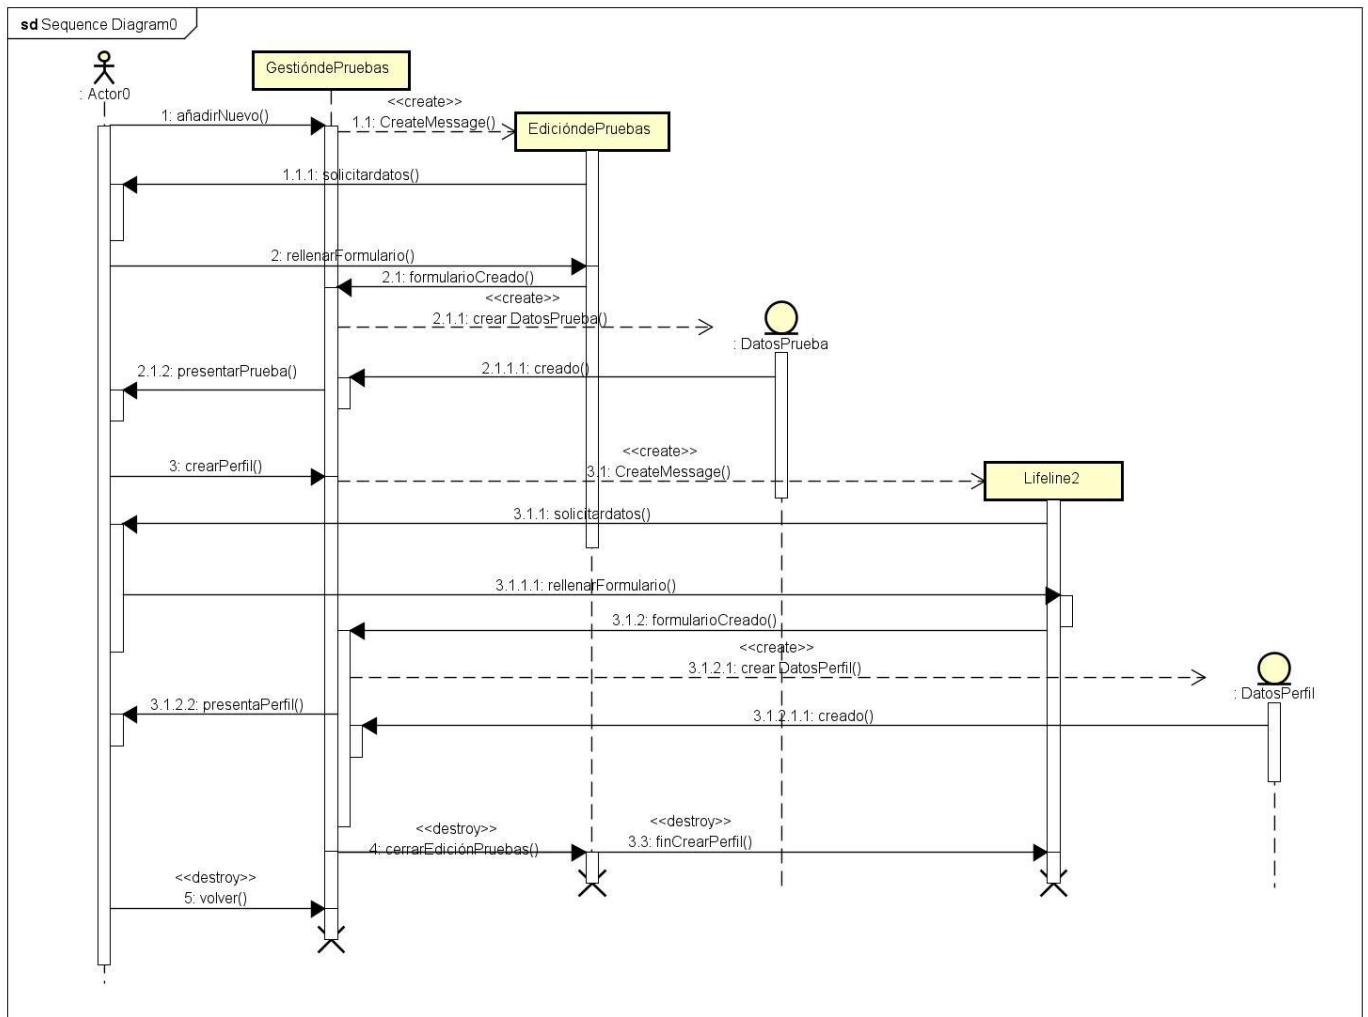 sd Sequence Diagram0
: Actor0
GestióndePruebas
<<create>>
1: añadirNuevo()
1.1: CreateMessage()
EdicióndePruebas
1.1.1: solicitardatos()
2: rellenarFormulario()
2.1: formularioCreado()
<<create>>
2.1.1: crear DatosPrueba()
: DatosPrueba
2.1.2: presentarPrueba()
2.1.1.1: creado()
<<create>>
3: crearPerfil()
3.1: CreateMessage()
Lifeline2
3.1.1: solicitardatos()
3.1.1.1: rellenarFormulario()
3.1.2: formularioCreado()
<<create>>
3.1.2.1: crear DatosPerfil()
: DatosPerfil
3.1.2.2: presentaPerfil()
3.1.2.1.1: creado()
<<destroy>>
4: cerrarEdiciónPruebas()
<<destroy>>
3.3: finCrearPerfil()
<<destroy>>
5: volver()